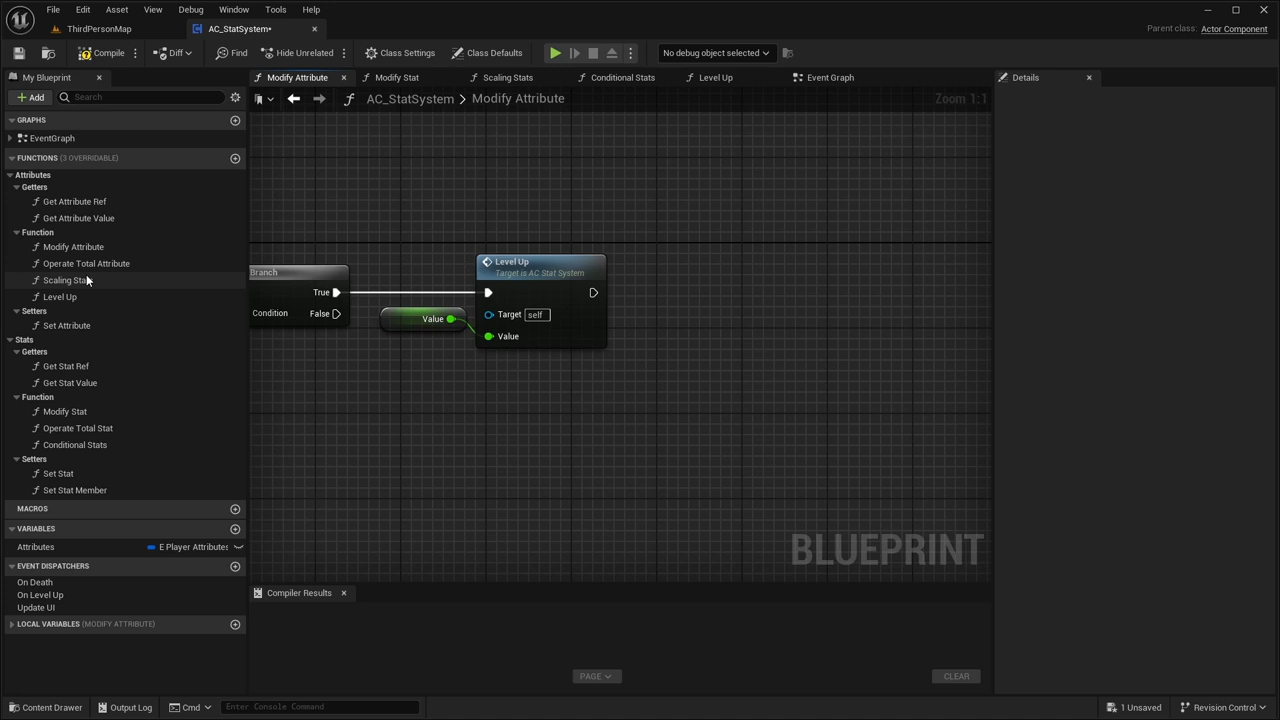 File Edit Asset View Debug Window Tools Help
ThirdPersonMap
AC_StatSystem*
Parent class: Actor Component
Compile
Diff
Find
Hide Unrelated
Class Settings
Class Defaults
No debug object selected
My Blueprint
Modify Attribute
Modify Stat
Scaling Stats
Conditional Stats
Level Up
Event Graph
Details
Add
Search
AC_StatSystem > Modify Attribute
Zoom 1:1
GRAPHS
EventGraph
FUNCTIONS (3 OVERRIDABLE)
Attributes
Getters
Get Attribute Ref
Get Attribute Value
Function
Modify Attribute
Operate Total Attribute
Scaling Sta
Level Up
Setters
Set Attribute
Stats
Getters
Get Stat Ref
Get Stat Value
Function
Modify Stat
Operate Total Stat
Conditional Stats
Setters
Set Stat
Set Stat Member
MACROS
VARIABLES
Attributes
E Player Attributes
EVENT DISPATCHERS
On Death
On Level Up
Update UI
LOCAL VARIABLES (MODIFY ATTRIBUTE)
Branch
True
Condition
False
Value
Level Up
Target is AC Stat System
Target self
Value
BLUEPRINT
Compiler Results
PAGE
CLEAR
Content Drawer
Output Log
Cmd
Enter Console Command
1 Unsaved
Revision Control